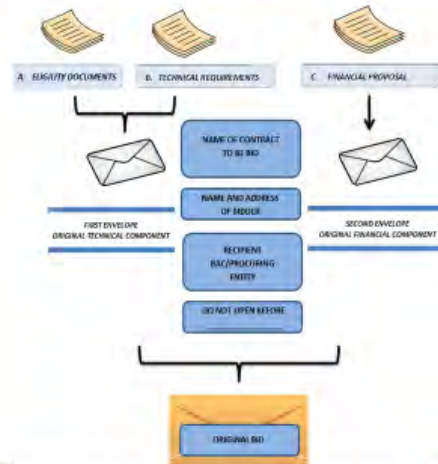 A. ELIGILITY DOCUMENTS
B. TECHNICAL REQUIREMENTS
C. FINANCIAL PROPOSAL
NAME OF CONTRACT
TO BE BID
NAME AND ADDRESS
OF BIDDER
FIRST ENVELOPE
ORIGINAL TECHNICAL COMPONENT
SECOND ENVELOPE
ORIGINAL FINANCIAL COMPONENT
RECIPIENT
BAC/PROCURING
ENTITY
DO NOT OPEN BEFORE
ORIGINAL BID